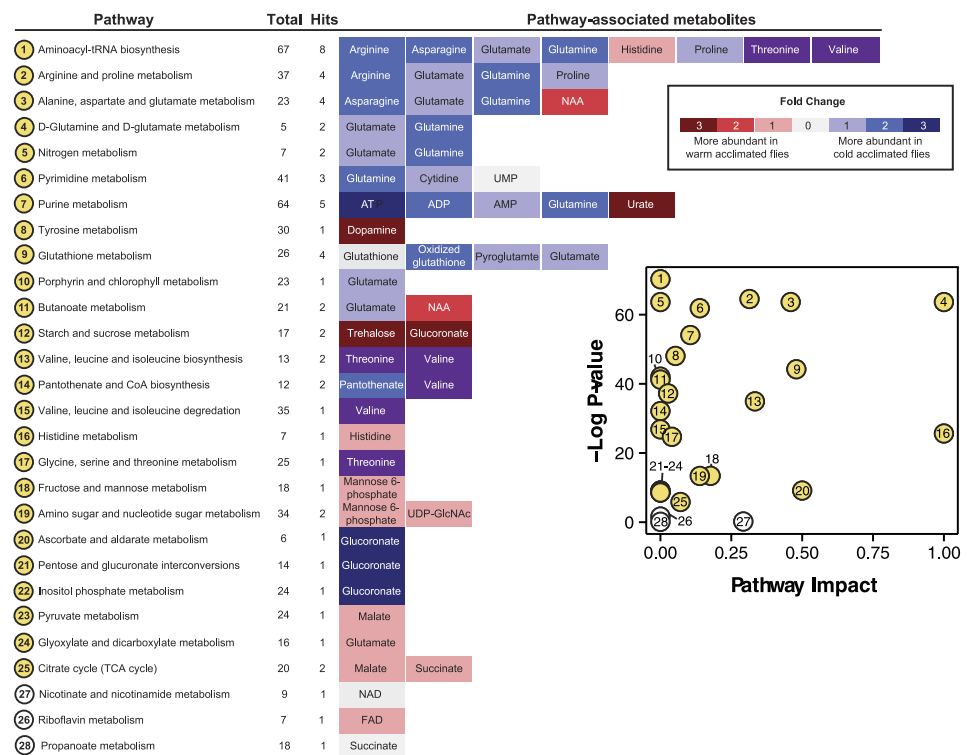 Pathway Total Hits Pathway-associated metabolites
1 Aminoacyl-tRNA biosynthesis 67 8 Arginine Asparagine Glutamate Glutamine Histidine Proline Threonine Valine
2 Arginine and proline metabolism 37 4 Arginine Glutamate Glutamine Proline
3 Alanine, aspartate and glutamate metabolism 23 4 Asparagine Glutamate Glutamine NAA
4 D-Glutamine and D-glutamate metabolism 5 2 Glutamate Glutamine
5 Nitrogen metabolism 7 2 Glutamate Glutamine
6 Pyrimidine metabolism 41 3 Glutamine Cytidine UMP
7 Purine metabolism 64 5 ATP ADP AMP Glutamine Urate
8 Tyrosine metabolism 30 1 Dopamine
9 Glutathione metabolism 26 4 Glutathione Oxidized glutathione Pyroglutamte Glutamate
10 Porphyrin and chlorophyll metabolism 23 1 Glutamate
11 Butanoate metabolism 21 2 Glutamate NAA
12 Starch and sucrose metabolism 17 2 Trehalose Glucoronate
13 Valine, leucine and isoleucine biosynthesis 13 2 Threonine Valine
14 Pantothenate and CoA biosynthesis 12 2 Pantothenate Valine
15 Valine, leucine and isoleucine degredation 35 1 Valine
16 Histidine metabolism 7 1 Histidine
17 Glycine, serine and threonine metabolism 25 1 Threonine
18 Fructose and mannose metabolism 18 1 Mannose 6-phosphate
19 Amino sugar and nucleotide sugar metabolism 34 2 Mannose 6-phosphate UDP-GlcNAc
20 Ascorbate and aldarate metabolism 6 1 Glucoronate
21 Pentose and glucuronate interconversions 14 1 Glucoronate
22 Inositol phosphate metabolism 24 1 Glucoronate
23 Pyruvate metabolism 24 1 Malate
24 Glyoxylate and dicarboxylate metabolism 16 1 Glutamate
25 Citrate cycle (TCA cycle) 20 2 Malate Succinate
27 Nicotinate and nicotinamide metabolism 9 1 NAD
26 Riboflavin metabolism 7 1 FAD
28 Propanoate metabolism 18 1 Succinate
Fold Change
3 2 1 0 1 2 3
More abundant in warm acclimated flies
More abundant in cold acclimated flies
−Log P-value
60
40
20
0
1
5 6 2 3 4
7
8
10 9
11
12 13
14
15 17 16
18
21-24 19
20
25
28 26 27
0.00 0.25 0.50 0.75 1.00
Pathway Impact